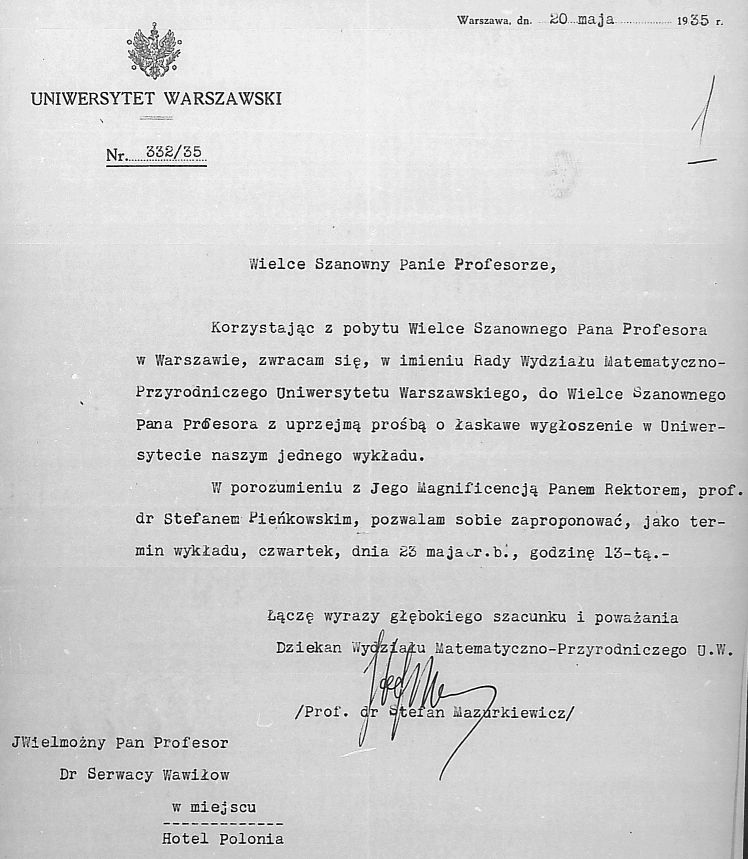 Warszawa, dn. 20 maja 1935 r.
UNIWERSYTET WARSZAWSKI
Nr. 332/35
1
Wielce Szanowny Panie Profesorze,
Korzystając z pobytu Wielce Szanownego Pana Profesora
w Warszawie, zwracam się, w imieniu Rady Wydziału Matematyczno-
Przyrodniczego Uniwersytetu Warszawskiego, do Wielce Szanownego
Pana Prfesora z uprzejmą prośbą o łaskawe wygłoszenie w Uniwer-
sytecie naszym jednego wykładu.
W porozumieniu z Jego Magnificencją Panem Rektorem, prof.
dr Stefanem Pieńkowskim, pozwalam sobie zaproponować, jako ter-
min wykładu, czwartek, dnia 23 maja r.b., godzinę 13-tą.-
Łączę wyrazy głębokiego szacunku i poważania
Dziekan Wydziału Matematyczno-Przyrodniczego U.W.
/Prof. dr Stefan Mazurkiewicz/
JWielmożny Pan Profesor
Dr Serwacy Wawiłow
w miejscu
Hotel Polonia